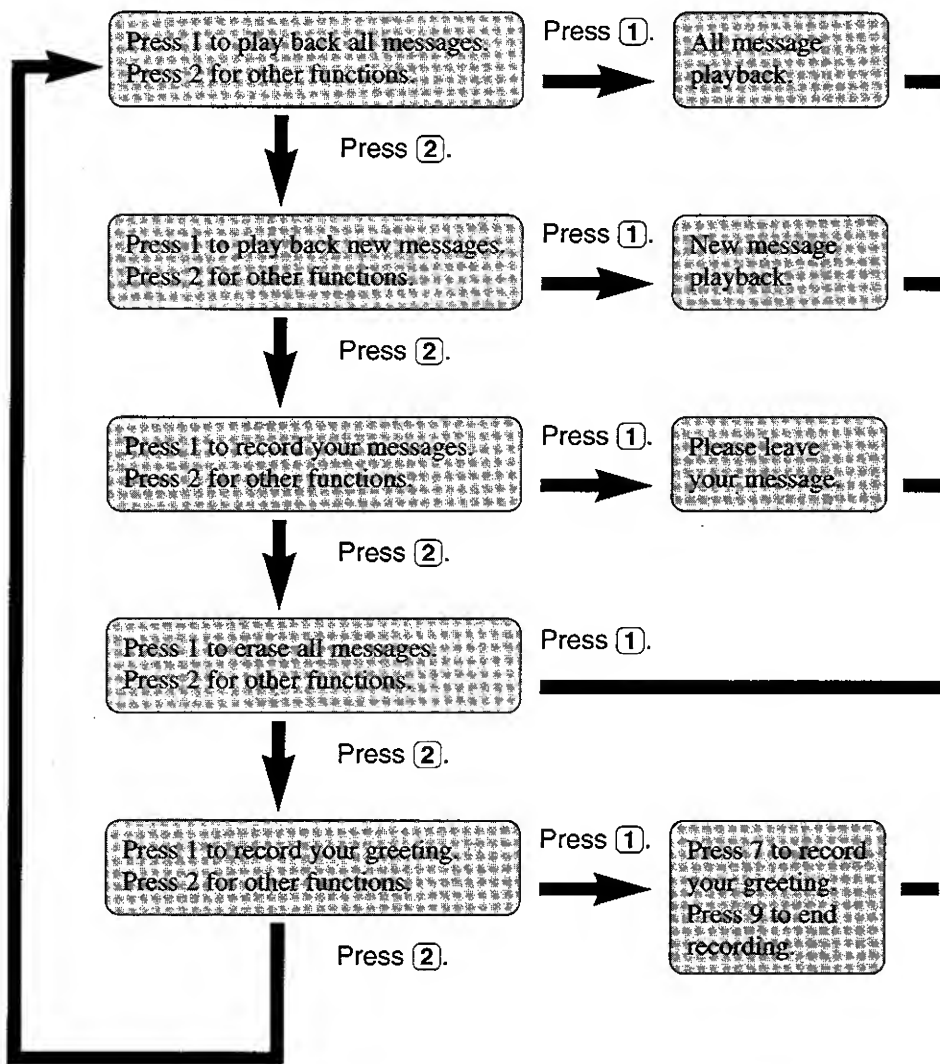 Press 1 to play back all messages.
Press 2 for other functions.
Press 1.
All message
playback.
Press 2.
Press 1 to play back new messages.
Press 2 for other functions.
Press 1.
New message
playback.
Press 2.
Press 1 to record your messages.
Press 2 for other functions.
Press 1.
Please leave
your message.
Press 2.
Press 1 to erase all messages.
Press 2 for other functions.
Press 1.
Press 2.
Press 1 to record your greeting.
Press 2 for other functions.
Press 1.
Press 7 to record
your greeting.
Press 9 to end
recording.
Press 2.